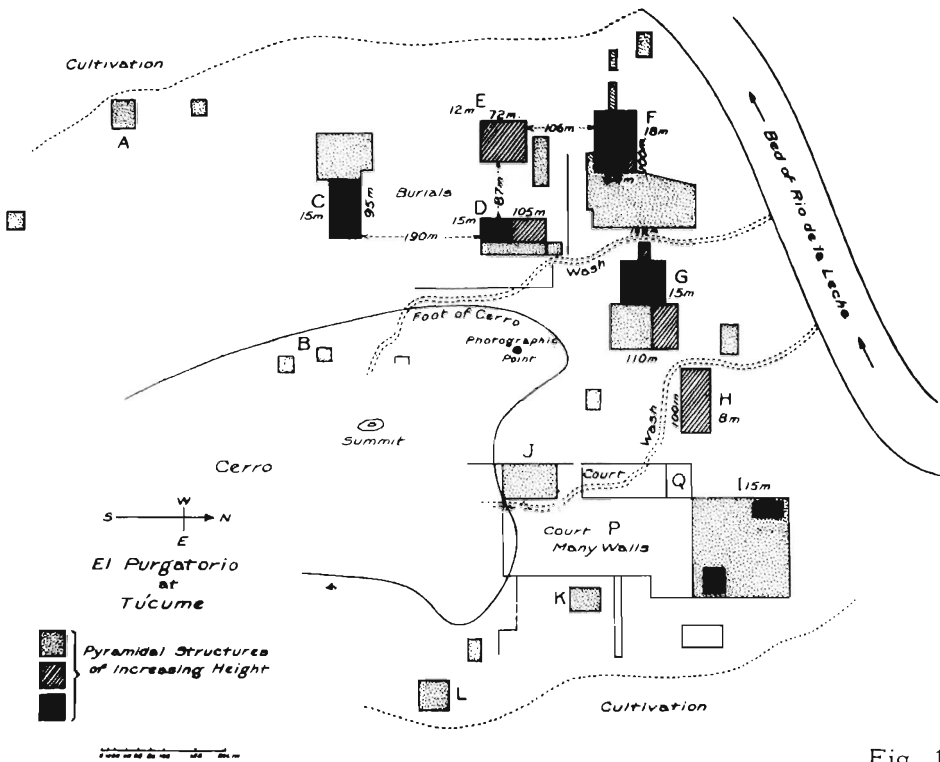 Cultivation
A
E
12m 72m
106m
F
18m
100m
Burials
87m
C
15m
95m
D
15m
105m
190m
Wash
G
15m
110m
Bed of Rio de la Leche
Foot of Cerro
Photographic
Point
B
Summit
Cerro
H
8m
100m
Wash
J
Court
Q
I 15m
Court P
Many Walls
K
L
W
S N
E
El Purgatorio
at
Túcume
Pyramidal Structures
of Increasing Height
Cultivation
Fig. 1